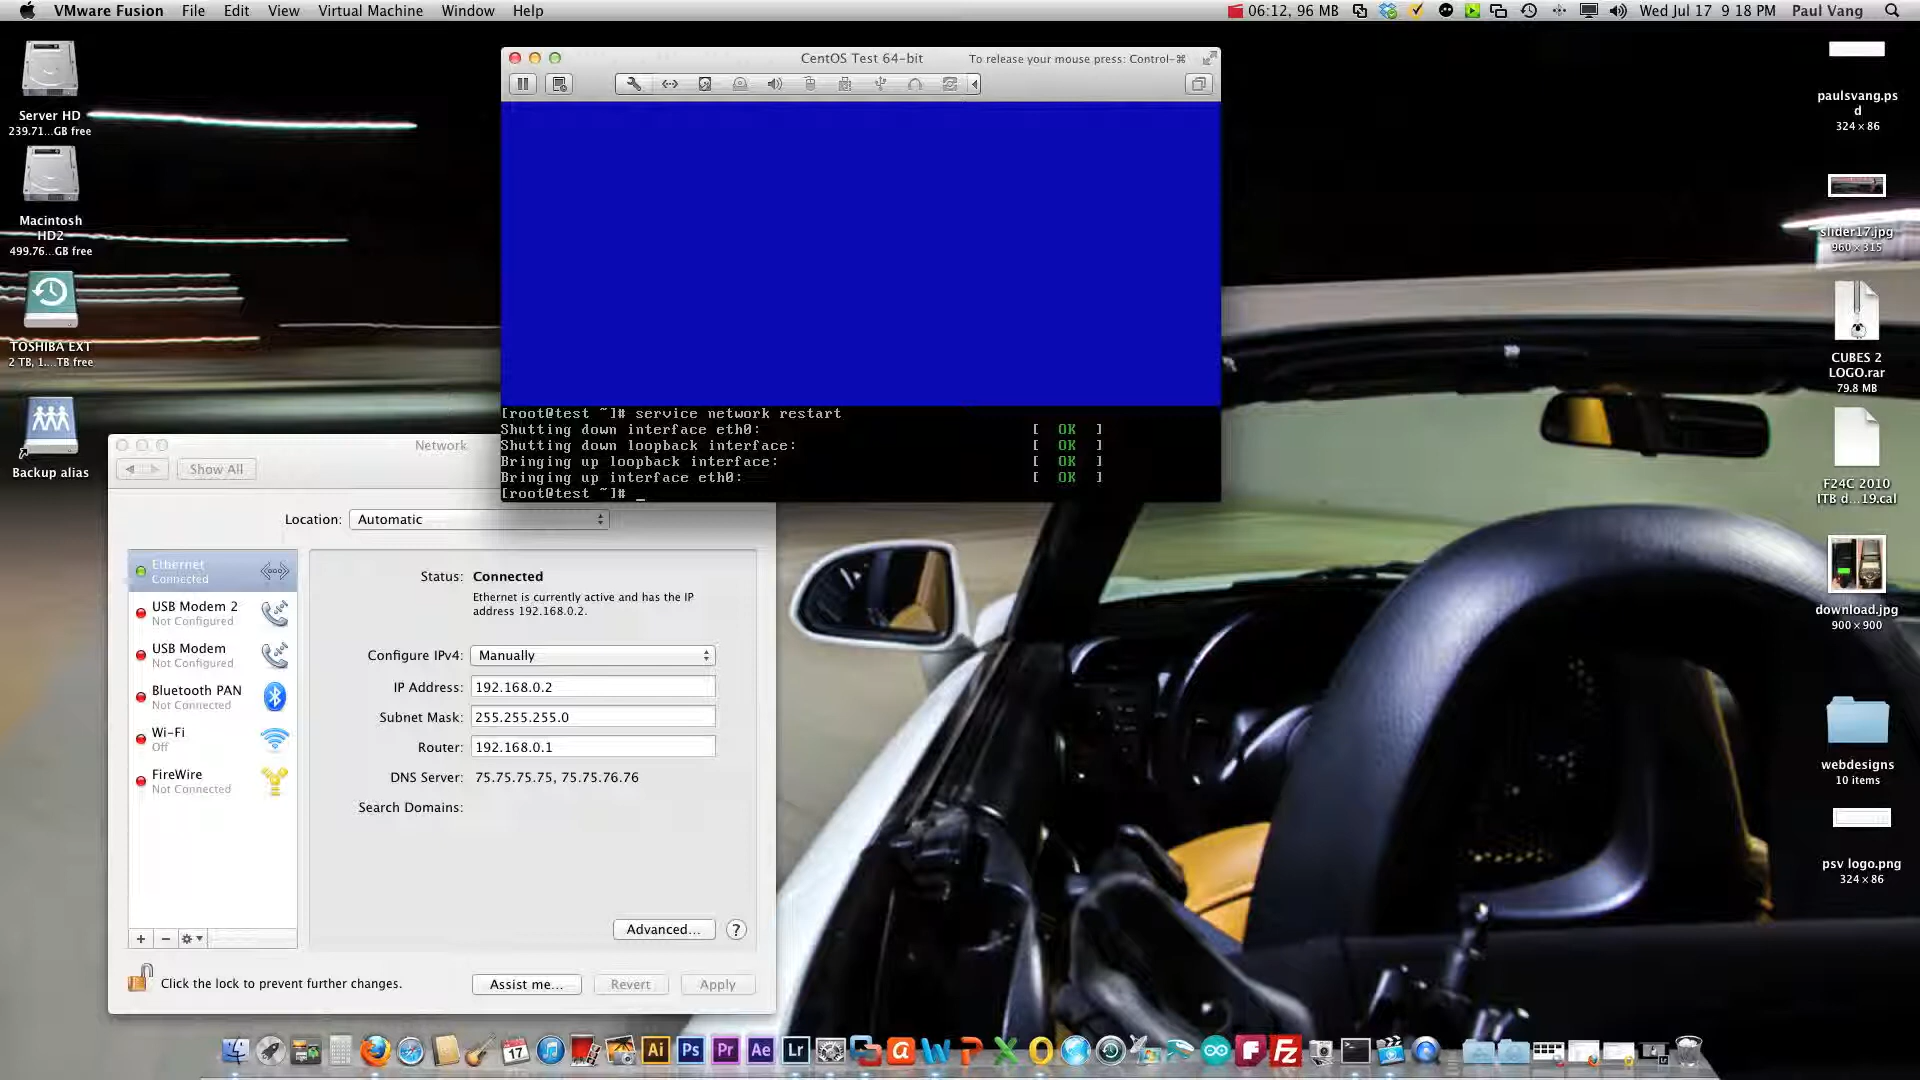 VMware Fusion File Edit View Virtual Machine Window Help
06:12, 96 MB Wed Jul 17 9:18 PM Paul Vang
CentOS Test 64-bit
To release your mouse press: Control-⌘
Server HD
239.71...GB free
Macintosh
HD2
499.76...GB free
TOSHIBA EXT
2 TB, 1....TB free
Backup alias
[root@test ~]# service network restart
Shutting down interface eth0: [ OK ]
Shutting down loopback interface: [ OK ]
Bringing up loopback interface: [ OK ]
Bringing up interface eth0: [ OK ]
[root@test ~]# _
Network
Show All
Location: Automatic
Ethernet
Connected
USB Modem 2
Not Configured
USB Modem
Not Configured
Bluetooth PAN
Not Connected
Wi-Fi
Off
FireWire
Not Connected
Status: Connected
Ethernet is currently active and has the IP
address 192.168.0.2.
Configure IPv4: Manually
IP Address: 192.168.0.2
Subnet Mask: 255.255.255.0
Router: 192.168.0.1
DNS Server: 75.75.75.75, 75.75.76.76
Search Domains:
Advanced... ?
Click the lock to prevent further changes.
Assist me... Revert Apply
paulsvang.ps
d
324 × 86
slider17.jpg
960 × 315
CUBES 2
LOGO.rar
79.8 MB
F24C 2010
ITB d...19.cal
download.jpg
900 × 900
webdesigns
10 items
psv logo.png
324 × 86
17 Ai Ps Pr Ae Lr a W P X O F Fz